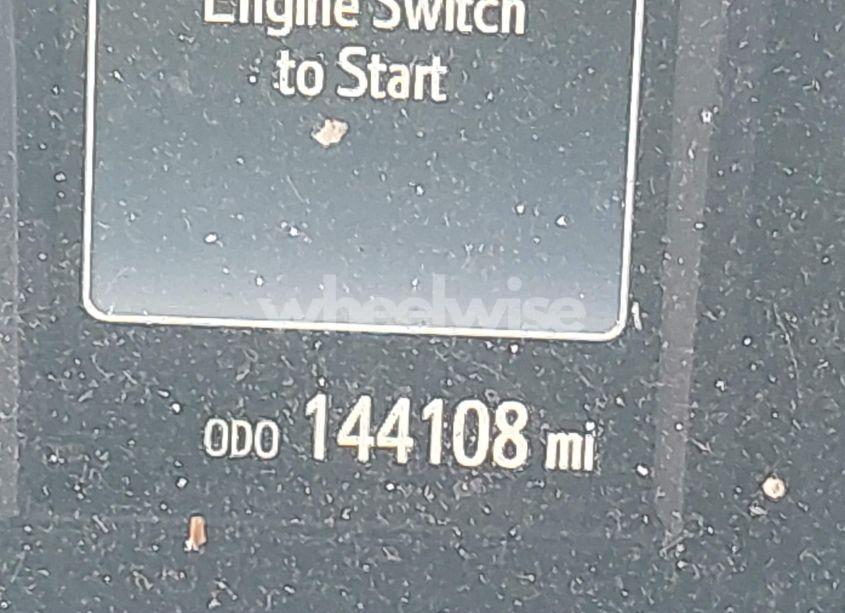 Engine Switch
to Start
wheelwise
ODO 144108 mi